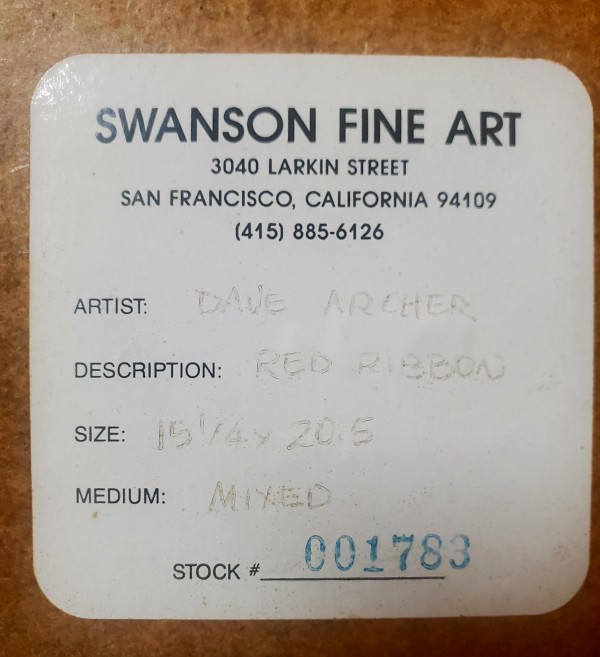 SWANSON FINE ART
3040 LARKIN STREET
SAN FRANCISCO, CALIFORNIA 94109
(415) 885-6126
ARTIST: DAVE ARCHER
DESCRIPTION: RED RIBBON
SIZE: 15 1/4 x 20.5
MEDIUM: MIXED
STOCK # 001783